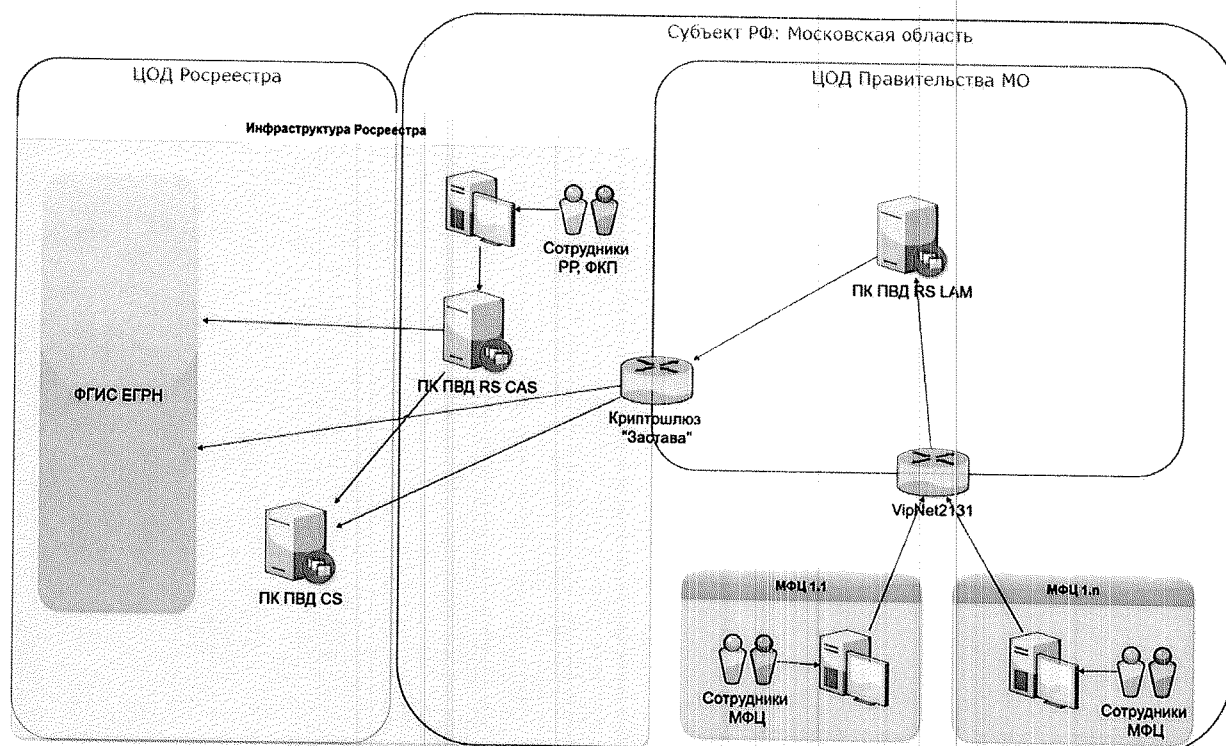 Субъект РФ: Московская область
ЦОД Росреестра
ЦОД Правительства МО
Инфраструктура Росреестра
Сотрудники
РР, ФКП
ПК ПВД RS LAM
ФГИС ЕГРН
ПК ПВД RS CAS
Криптошлюз
"Застава"
VipNet2131
ПК ПВД CS
МФЦ 1.1
МФЦ 1.n
Сотрудники
МФЦ
Сотрудники
МФЦ